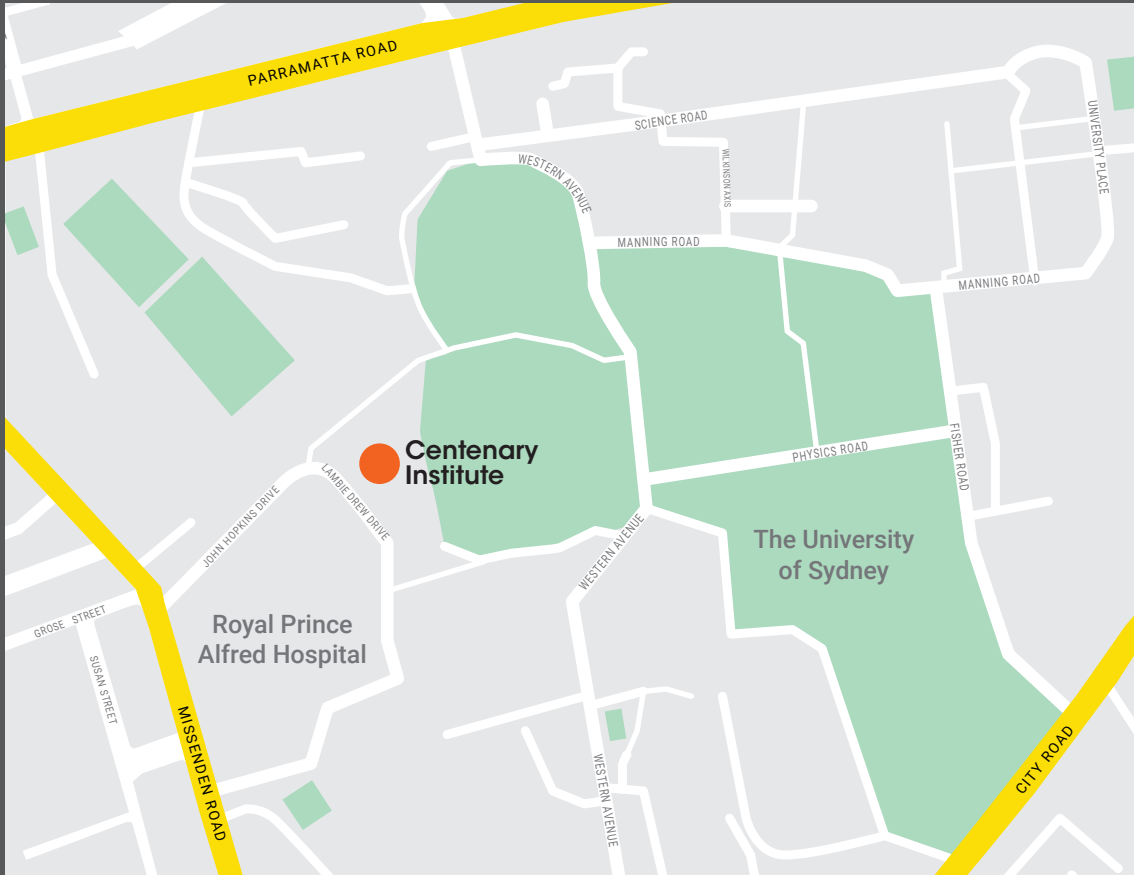 PARRAMATTA ROAD
SCIENCE ROAD
UNIVERSITY PLACE
WESTERN AVENUE
WILKINSON AXIS
MANNING ROAD
MANNING ROAD
Centenary
Institute
PHYSICS ROAD
FISHER ROAD
LAMBIE DREW DRIVE
JOHN HOPKINS DRIVE
WESTERN AVENUE
The University
of Sydney
GROSE STREET
Royal Prince
Alfred Hospital
SUSAN STREET
MISSENDEN ROAD
WESTERN AVENUE
CITY ROAD